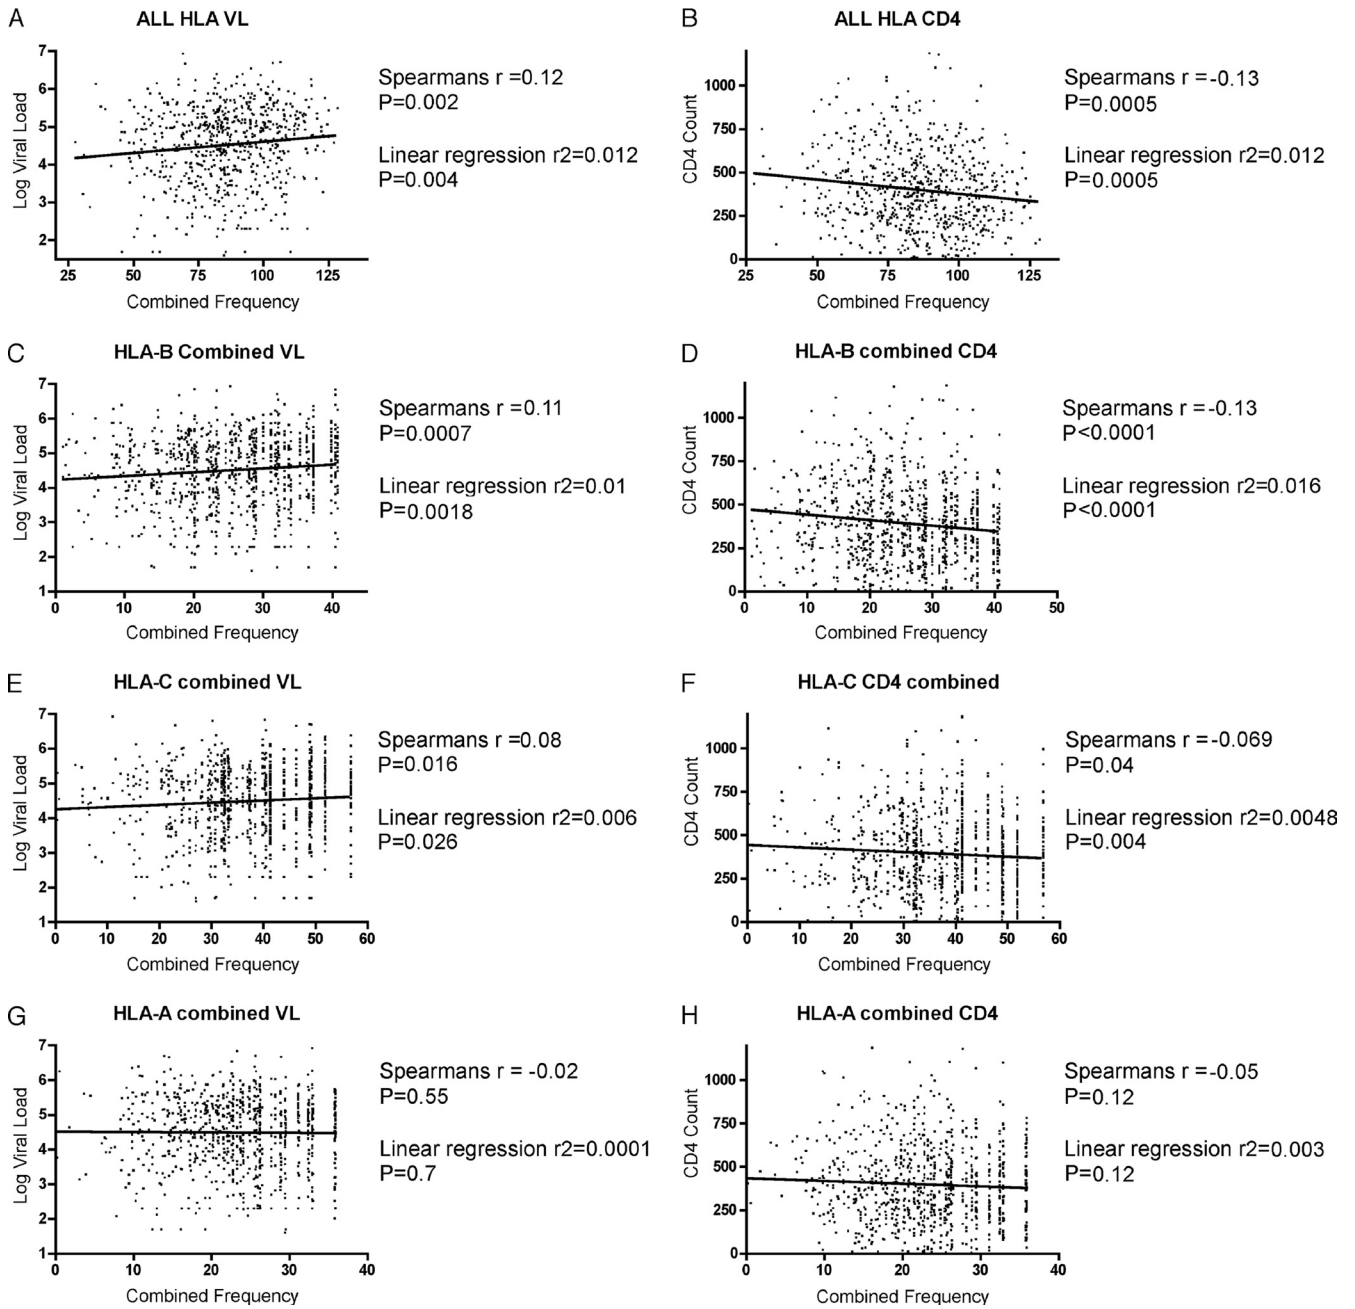 A
ALL HLA VL
7
6
5
4
3
2
Log Viral Load
25
50
75
100
125
Combined Frequency
Spearmans r =0.12
P=0.002
Linear regression r2=0.012
P=0.004
B
ALL HLA CD4
1000
750
500
250
0
CD4 Count
25
50
75
100
125
Combined Frequency
Spearmans r =-0.13
P=0.0005
Linear regression r2=0.012
P=0.0005
C
HLA-B Combined VL
7
6
5
4
3
2
1
Log Viral Load
0
10
20
30
40
Combined Frequency
Spearmans r =0.11
P=0.0007
Linear regression r2=0.01
P=0.0018
D
HLA-B combined CD4
1000
750
500
250
0
CD4 Count
0
10
20
30
40
50
Combined Frequency
Spearmans r =-0.13
P<0.0001
Linear regression r2=0.016
P<0.0001
E
HLA-C combined VL
7
6
5
4
3
2
1
Log Viral Load
0
10
20
30
40
50
60
Combined Frequency
Spearmans r =0.08
P=0.016
Linear regression r2=0.006
P=0.026
F
HLA-C CD4 combined
1000
750
500
250
0
CD4 Count
0
10
20
30
40
50
60
Combined Frequency
Spearmans r =-0.069
P=0.04
Linear regression r2=0.0048
P=0.004
G
HLA-A combined VL
7
6
5
4
3
2
1
Log Viral Load
0
10
20
30
40
Combined Frequency
Spearmans r = -0.02
P=0.55
Linear regression r2=0.0001
P=0.7
H
HLA-A combined CD4
1000
750
500
250
0
CD4 Count
0
10
20
30
40
Combined Frequency
Spearmans r =-0.05
P=0.12
Linear regression r2=0.003
P=0.12